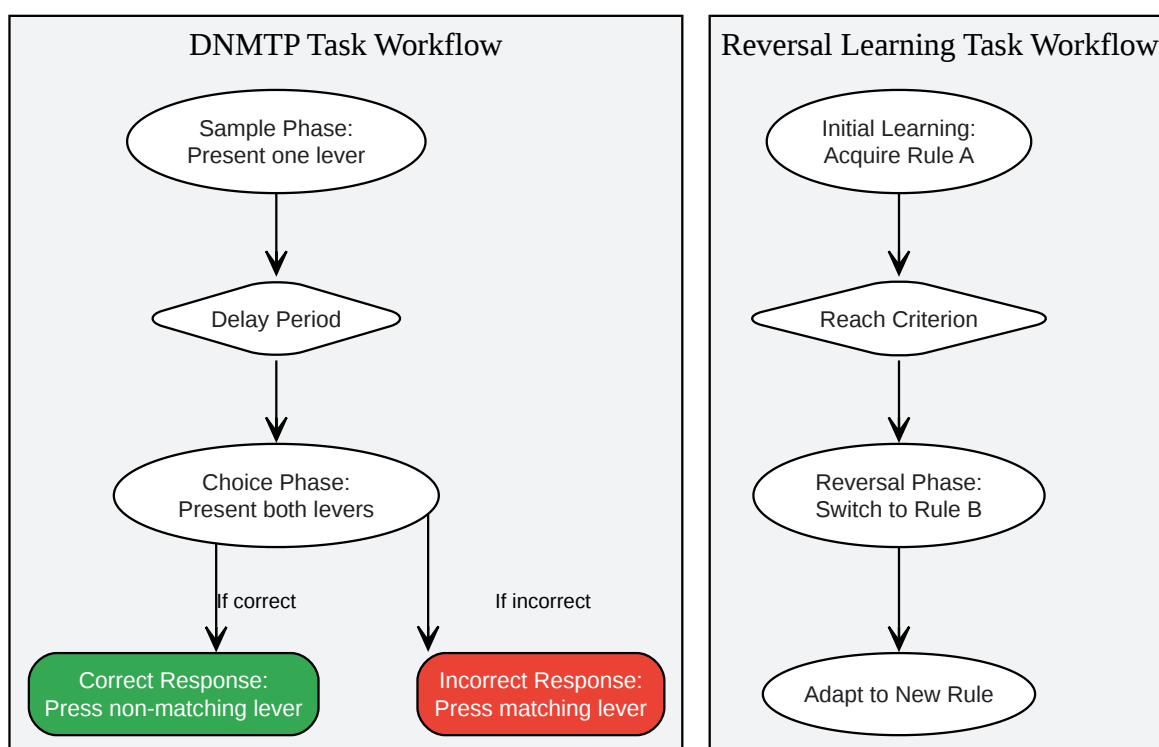 DNMTP Task Workflow
Sample Phase:
Present one lever
Delay Period
Choice Phase:
Present both levers
If correct
If incorrect
Correct Response:
Press non-matching lever
Incorrect Response:
Press matching lever
Reversal Learning Task Workflow
Initial Learning:
Acquire Rule A
Reach Criterion
Reversal Phase:
Switch to Rule B
Adapt to New Rule